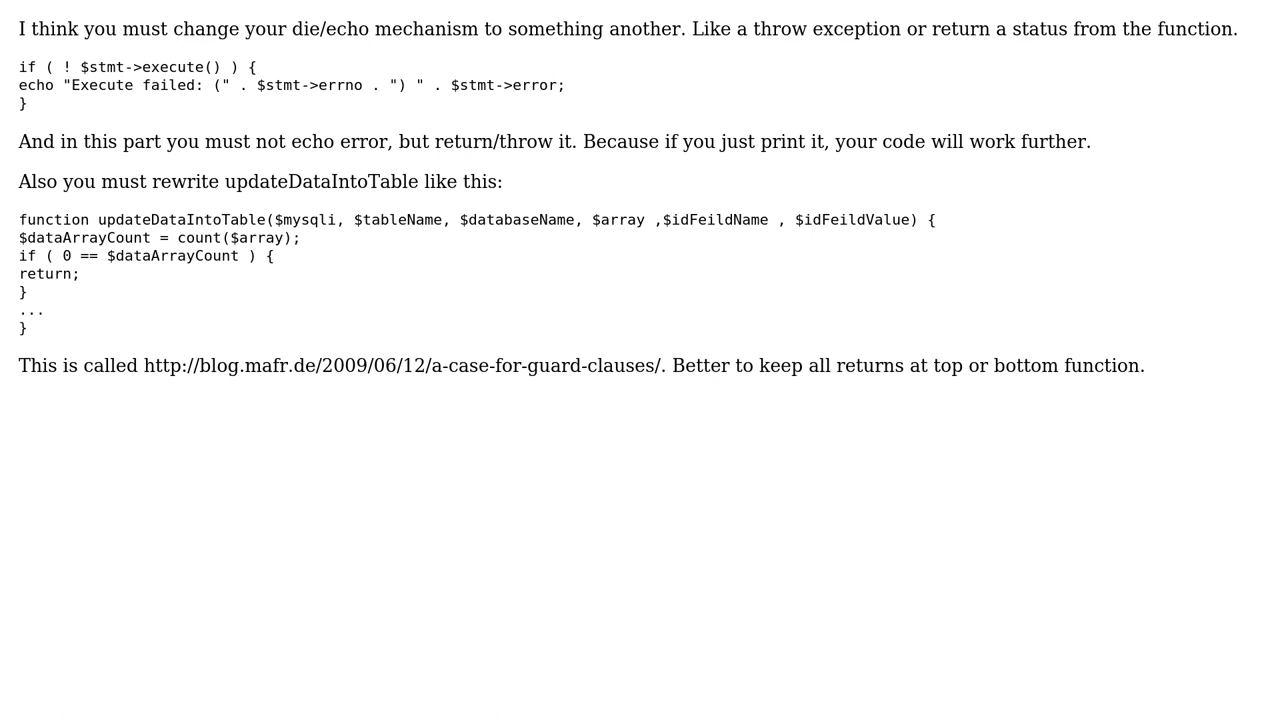 I think you must change your die/echo mechanism to something another. Like a throw exception or return a status from the function.
if ( ! $stmt->execute() ) {
echo "Execute failed: (" . $stmt->errno . ") " . $stmt->error;
}
And in this part you must not echo error, but return/throw it. Because if you just print it, your code will work further.
Also you must rewrite updateDataIntoTable like this:
function updateDataIntoTable($mysqli, $tableName, $databaseName, $array ,$idFeildName , $idFeildValue) {
$dataArrayCount = count($array);
if ( 0 == $dataArrayCount ) {
return;
}
...
}
This is called http://blog.mafr.de/2009/06/12/a-case-for-guard-clauses/. Better to keep all returns at top or bottom function.